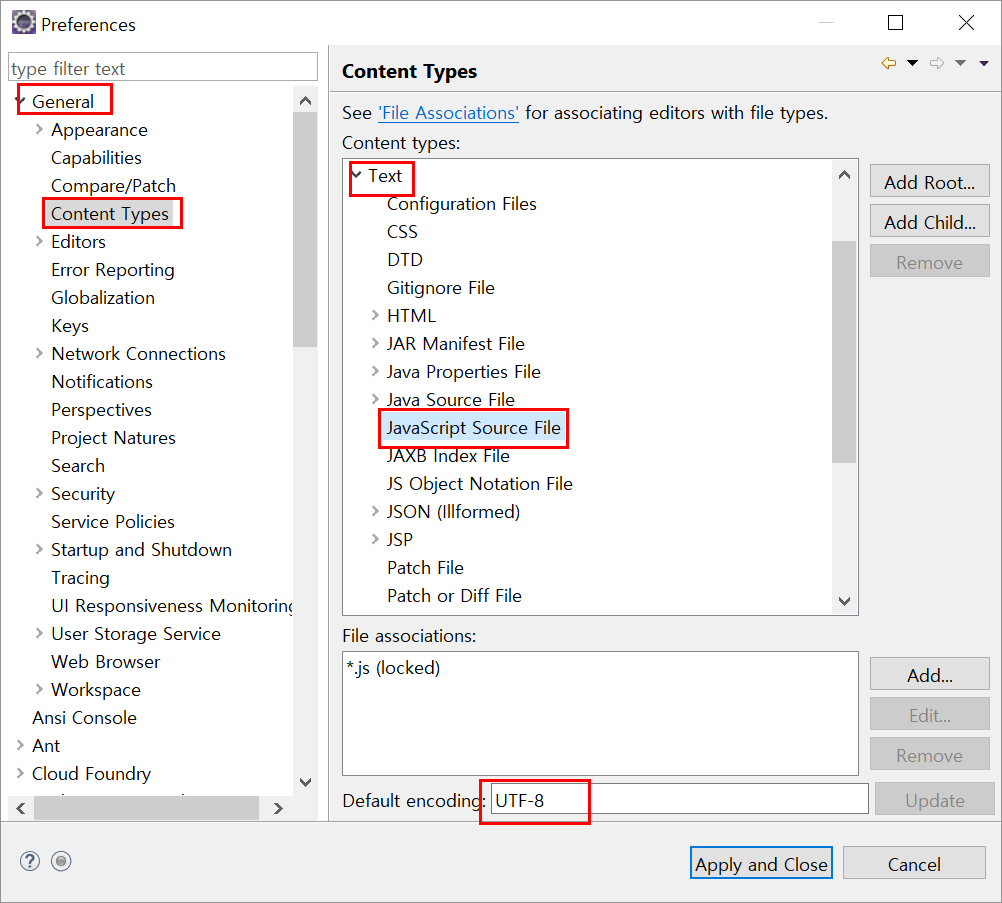 Preferences
type filter text
General
Appearance
Capabilities
Compare/Patch
Content Types
Editors
Error Reporting
Globalization
Keys
Network Connections
Notifications
Perspectives
Project Natures
Search
Security
Service Policies
Startup and Shutdown
Tracing
UI Responsiveness Monitoring
User Storage Service
Web Browser
Workspace
Ansi Console
Ant
Cloud Foundry
Content Types
See 'File Associations' for associating editors with file types.
Content types:
Text
Configuration Files
CSS
DTD
Gitignore File
HTML
JAR Manifest File
Java Properties File
Java Source File
JavaScript Source File
JAXB Index File
JS Object Notation File
JSON (Illformed)
JSP
Patch File
Patch or Diff File
Add Root...
Add Child...
Remove
File associations:
*.js (locked)
Add...
Edit...
Remove
Default encoding: UTF-8
Update
?
Apply and Close
Cancel